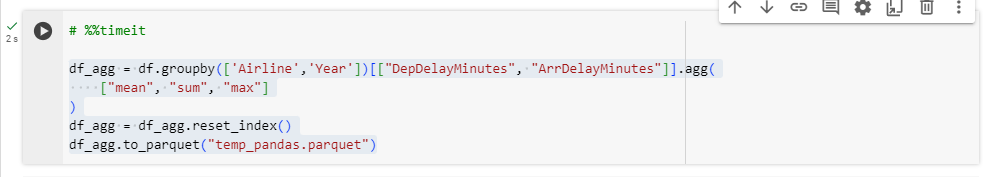 2s
# %%timeit
df_agg = df.groupby(['Airline','Year'])[["DepDelayMinutes", "ArrDelayMinutes"]].agg(
    ["mean", "sum", "max"]
)
df_agg = df_agg.reset_index()
df_agg.to_parquet("temp_pandas.parquet")